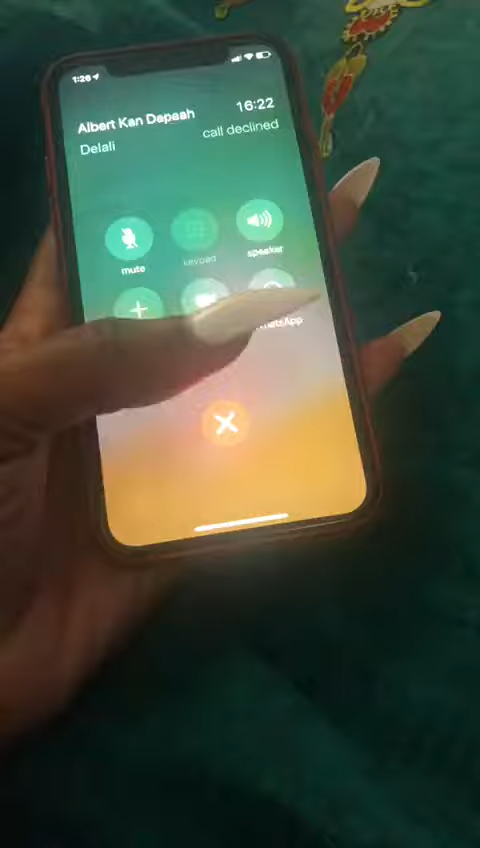 1:26
Albert Kan Dapaah
16:22
Delali
call declined
mute
keypad
speaker
WhatsApp